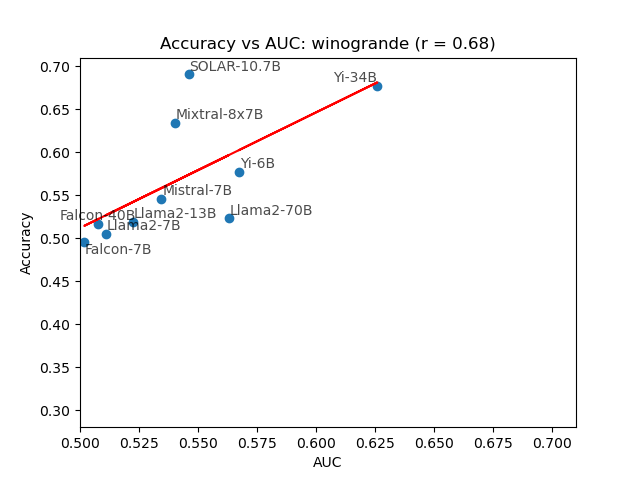 Accuracy vs AUC: winogrande (r = 0.68)
0.70
SOLAR-10.7B
Yi-34B
0.65
Mixtral-8x7B
0.60
Yi-6B
0.55
Mistral-7B
Falcon-40B
Llama2-13B
Llama2-70B
Llama2-7B
0.50
Falcon-7B
0.45
0.40
0.35
0.30
Accuracy
0.500 0.525 0.550 0.575 0.600 0.625 0.650 0.675 0.700
AUC